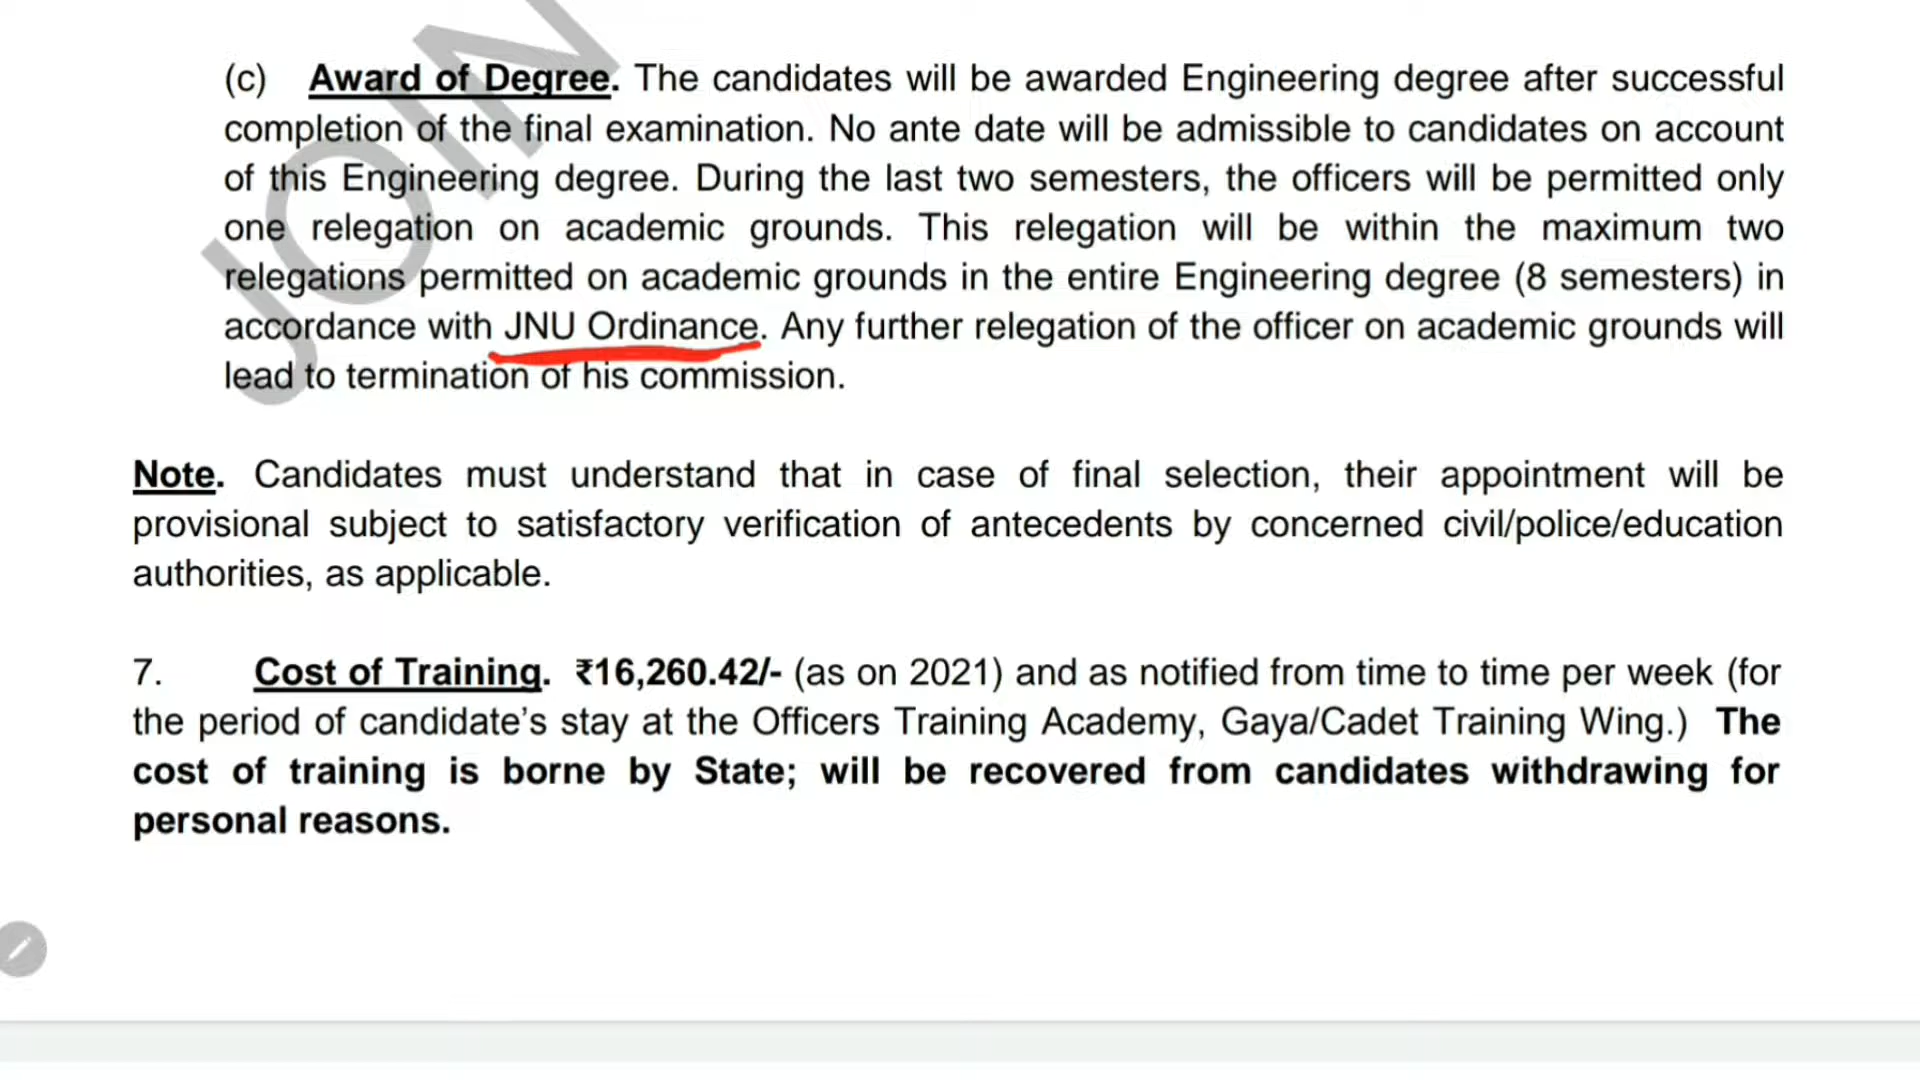 (c) Award of Degree. The candidates will be awarded Engineering degree after successful
completion of the final examination. No ante date will be admissible to candidates on account
of this Engineering degree. During the last two semesters, the officers will be permitted only
one relegation on academic grounds. This relegation will be within the maximum two
relegations permitted on academic grounds in the entire Engineering degree (8 semesters) in
accordance with JNU Ordinance. Any further relegation of the officer on academic grounds will
lead to termination of his commission.
Note. Candidates must understand that in case of final selection, their appointment will be
provisional subject to satisfactory verification of antecedents by concerned civil/police/education
authorities, as applicable.
7. Cost of Training. ₹16,260.42/- (as on 2021) and as notified from time to time per week (for
the period of candidate’s stay at the Officers Training Academy, Gaya/Cadet Training Wing.) The
cost of training is borne by State; will be recovered from candidates withdrawing for
personal reasons.
JOIN